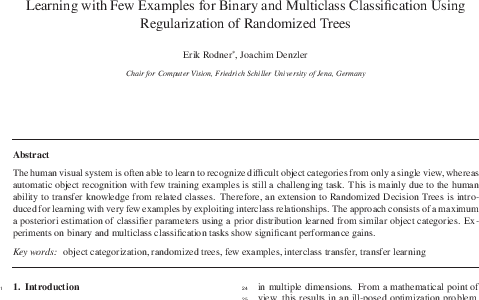 Learning with Few Examples for Binary and Multiclass Classification Using
Regularization of Randomized Trees
Erik Rodner*, Joachim Denzler
Chair for Computer Vision, Friedrich Schiller University of Jena, Germany
Abstract
The human visual system is often able to learn to recognize difficult object categories from only a single view, whereas
automatic object recognition with few training examples is still a challenging task. This is mainly due to the human
ability to transfer knowledge from related classes. Therefore, an extension to Randomized Decision Trees is intro-
duced for learning with very few examples by exploiting interclass relationships. The approach consists of a maximum
a posteriori estimation of classifier parameters using a prior distribution learned from similar object categories. Ex-
periments on binary and multiclass classification tasks show significant performance gains.
Key words: object categorization, randomized trees, few examples, interclass transfer, transfer learning
1 1. Introduction
24 in multiple dimensions. From a mathematical point of
25 view, this results in an ill-posed optimization problem.